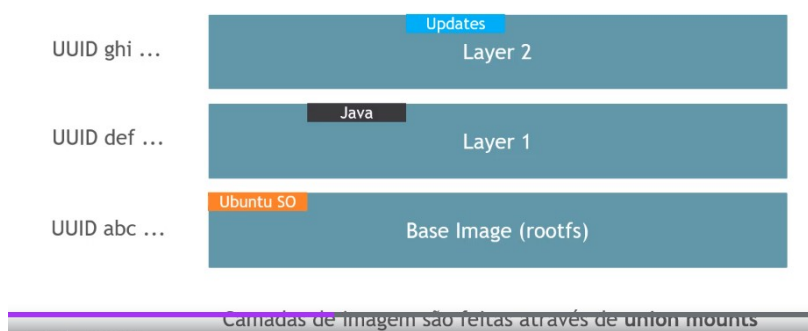 Updates
UUID ghi ...
Layer 2
Java
UUID def ...
Layer 1
Ubuntu SO
UUID abc ...
Base Image (rootfs)
Camadas de imagem são feitas através de union mounts